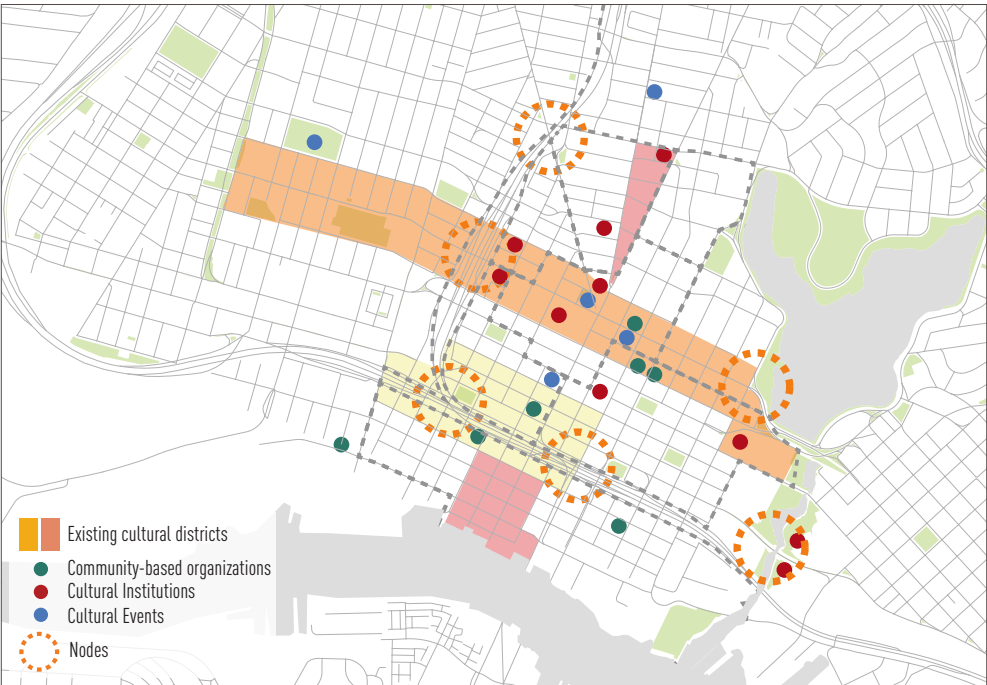 Existing cultural districts
Community-based organizations
Cultural Institutions
Cultural Events
Nodes